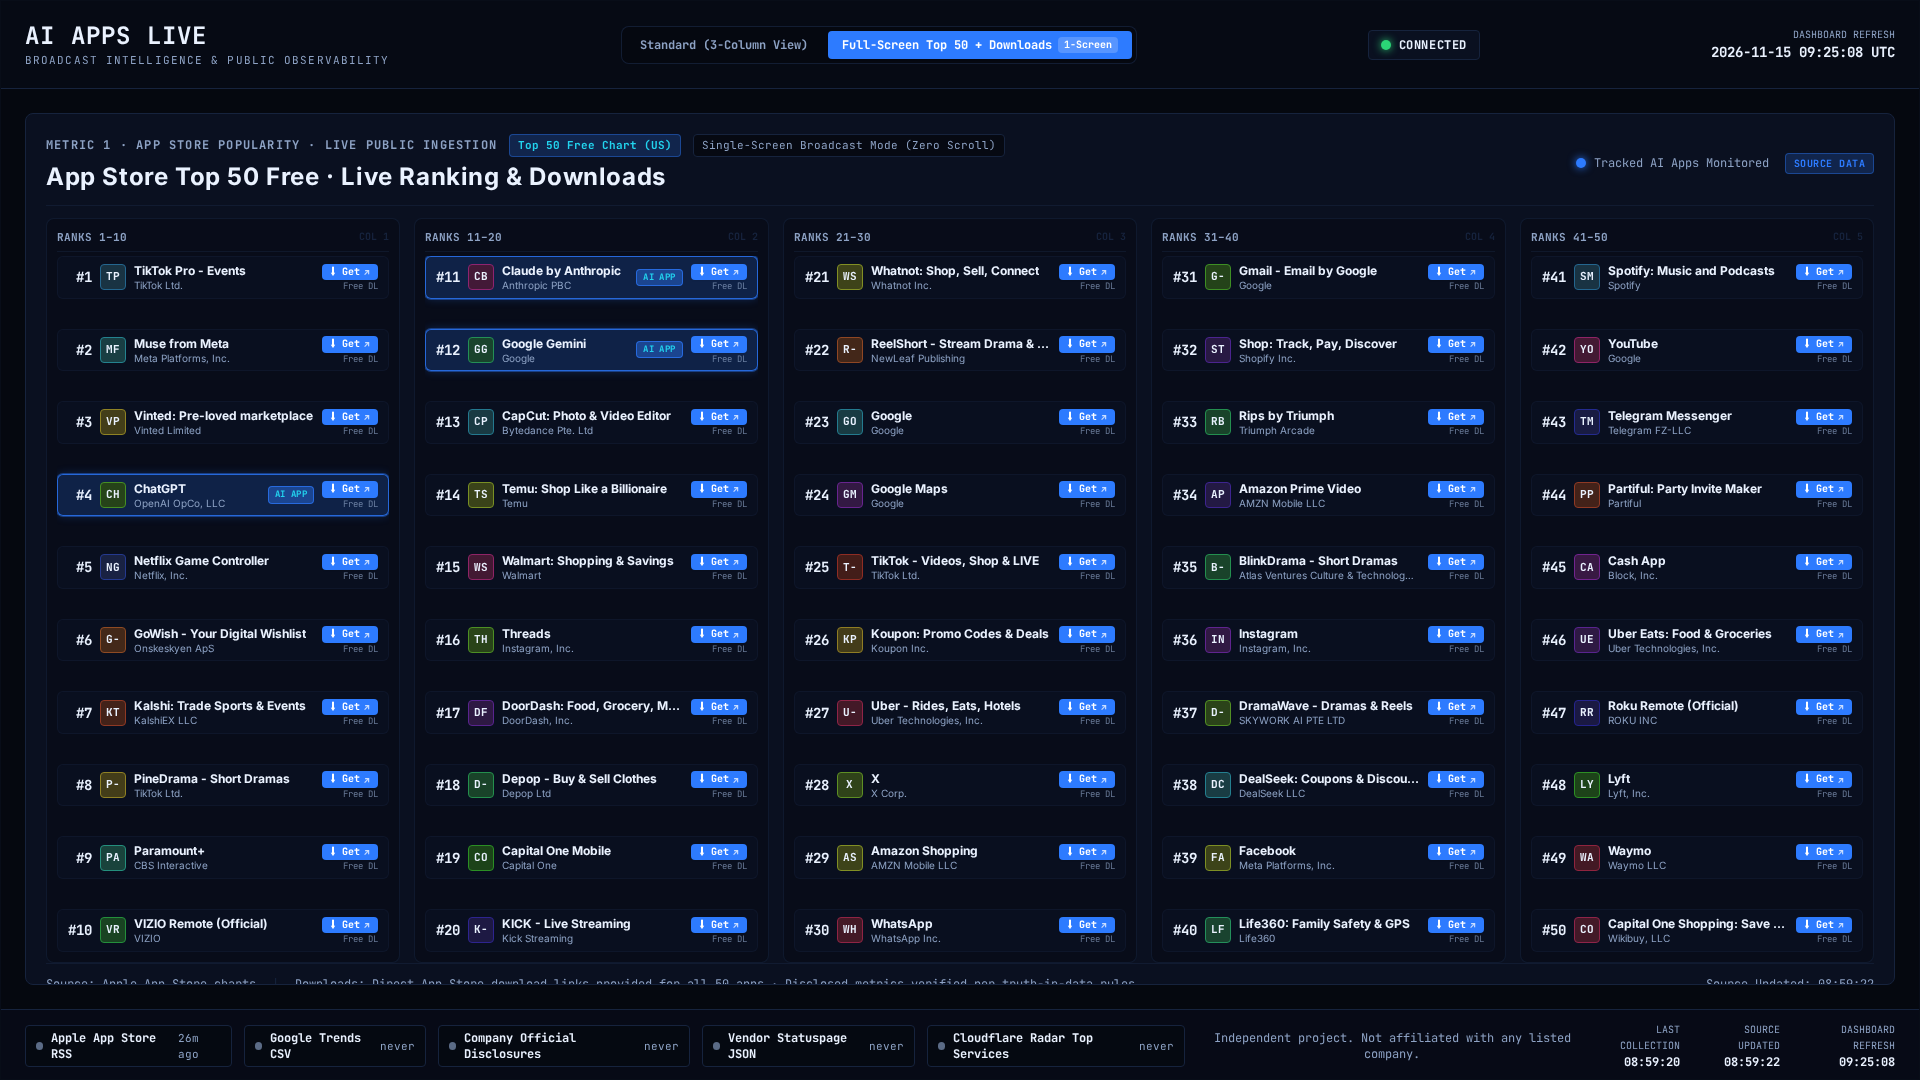 AI APPS LIVE
BROADCAST INTELLIGENCE & PUBLIC OBSERVABILITY
Standard (3-Column View)
Full-Screen Top 50 + Downloads 1-Screen
CONNECTED
DASHBOARD REFRESH
2026-11-15 09:25:08 UTC
METRIC 1 · APP STORE POPULARITY · LIVE PUBLIC INGESTION
Top 50 Free Chart (US)
Single-Screen Broadcast Mode (Zero Scroll)
App Store Top 50 Free · Live Ranking & Downloads
Tracked AI Apps Monitored
SOURCE DATA
RANKS 1–10 COL 1
#1 TP TikTok Pro - Events ⬇ Get ↗
TikTok Ltd. Free DL
#2 MF Muse from Meta ⬇ Get ↗
Meta Platforms, Inc. Free DL
#3 VP Vinted: Pre-loved marketplace ⬇ Get ↗
Vinted Limited Free DL
#4 CH ChatGPT AI APP ⬇ Get ↗
OpenAI OpCo, LLC Free DL
#5 NG Netflix Game Controller ⬇ Get ↗
Netflix, Inc. Free DL
#6 G- GoWish - Your Digital Wishlist ⬇ Get ↗
Onskeskyen ApS Free DL
#7 KT Kalshi: Trade Sports & Events ⬇ Get ↗
KalshiEX LLC Free DL
#8 P- PineDrama - Short Dramas ⬇ Get ↗
TikTok Ltd. Free DL
#9 PA Paramount+ ⬇ Get ↗
CBS Interactive Free DL
#10 VR VIZIO Remote (Official) ⬇ Get ↗
VIZIO Free DL
RANKS 11–20 COL 2
#11 CB Claude by Anthropic AI APP ⬇ Get ↗
Anthropic PBC Free DL
#12 GG Google Gemini AI APP ⬇ Get ↗
Google Free DL
#13 CP CapCut: Photo & Video Editor ⬇ Get ↗
Bytedance Pte. Ltd Free DL
#14 TS Temu: Shop Like a Billionaire ⬇ Get ↗
Temu Free DL
#15 WS Walmart: Shopping & Savings ⬇ Get ↗
Walmart Free DL
#16 TH Threads ⬇ Get ↗
Instagram, Inc. Free DL
#17 DF DoorDash: Food, Grocery, M... ⬇ Get ↗
DoorDash, Inc. Free DL
#18 D- Depop - Buy & Sell Clothes ⬇ Get ↗
Depop Ltd Free DL
#19 CO Capital One Mobile ⬇ Get ↗
Capital One Free DL
#20 K- KICK - Live Streaming ⬇ Get ↗
Kick Streaming Free DL
RANKS 21–30 COL 3
#21 WS Whatnot: Shop, Sell, Connect ⬇ Get ↗
Whatnot Inc. Free DL
#22 R- ReelShort - Stream Drama & ... ⬇ Get ↗
NewLeaf Publishing Free DL
#23 GO Google ⬇ Get ↗
Google Free DL
#24 GM Google Maps ⬇ Get ↗
Google Free DL
#25 T- TikTok - Videos, Shop & LIVE ⬇ Get ↗
TikTok Ltd. Free DL
#26 KP Koupon: Promo Codes & Deals ⬇ Get ↗
Koupon Inc. Free DL
#27 U- Uber - Rides, Eats, Hotels ⬇ Get ↗
Uber Technologies, Inc. Free DL
#28 X X ⬇ Get ↗
X Corp. Free DL
#29 AS Amazon Shopping ⬇ Get ↗
AMZN Mobile LLC Free DL
#30 WH WhatsApp ⬇ Get ↗
WhatsApp Inc. Free DL
RANKS 31–40 COL 4
#31 G- Gmail - Email by Google ⬇ Get ↗
Google Free DL
#32 ST Shop: Track, Pay, Discover ⬇ Get ↗
Shopify Inc. Free DL
#33 RB Rips by Triumph ⬇ Get ↗
Triumph Arcade Free DL
#34 AP Amazon Prime Video ⬇ Get ↗
AMZN Mobile LLC Free DL
#35 B- BlinkDrama - Short Dramas ⬇ Get ↗
Atlas Ventures Culture & Technolog... Free DL
#36 IN Instagram ⬇ Get ↗
Instagram, Inc. Free DL
#37 D- DramaWave - Dramas & Reels ⬇ Get ↗
SKYWORK AI PTE LTD Free DL
#38 DC DealSeek: Coupons & Discou... ⬇ Get ↗
DealSeek LLC Free DL
#39 FA Facebook ⬇ Get ↗
Meta Platforms, Inc. Free DL
#40 LF Life360: Family Safety & GPS ⬇ Get ↗
Life360 Free DL
RANKS 41–50 COL 5
#41 SM Spotify: Music and Podcasts ⬇ Get ↗
Spotify Free DL
#42 YO YouTube ⬇ Get ↗
Google Free DL
#43 TM Telegram Messenger ⬇ Get ↗
Telegram FZ-LLC Free DL
#44 PP Partiful: Party Invite Maker ⬇ Get ↗
Partiful Free DL
#45 CA Cash App ⬇ Get ↗
Block, Inc. Free DL
#46 UE Uber Eats: Food & Groceries ⬇ Get ↗
Uber Technologies, Inc. Free DL
#47 RR Roku Remote (Official) ⬇ Get ↗
ROKU INC Free DL
#48 LY Lyft ⬇ Get ↗
Lyft, Inc. Free DL
#49 WA Waymo ⬇ Get ↗
Waymo LLC Free DL
#50 CO Capital One Shopping: Save ... ⬇ Get ↗
Wikibuy, LLC Free DL
Source: Apple App Store charts | Downloads: Direct App Store download links provided for all 50 apps · Disclosed metrics verified per truth-in-data rules
Source Updated: 08:59:22
Apple App Store RSS 26m ago
Google Trends CSV never
Company Official Disclosures never
Vendor Statuspage JSON never
Cloudflare Radar Top Services never
Independent project. Not affiliated with any listed company.
LAST COLLECTION
08:59:20
SOURCE UPDATED
08:59:22
DASHBOARD REFRESH
09:25:08